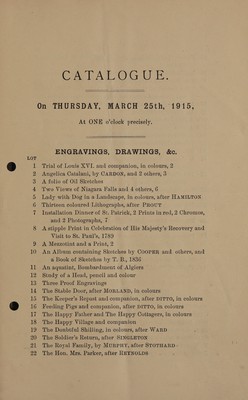 CATALOGUE.
On THURSDAY, MARCH 25th, 1915,
At ONE o'clock precisely.
ENGRAVINGS, DRAWINGS, &c.
LOT
1 Trial of Louis XVI. and companion, in colours, 2
2 Angelica Catalani, by CARDON, and 2 others, 3
3 A folio of Oil Sketches
4 Two Views of Niagara Falls and 4 others, 6
5 Lady with Dog in a Landscape, in colours, after HAMILTON
6 Thirteen coloured Lithographs, after PROUT
7 Installation Dinner of St. Patrick, 2 Prints in red, 2 Chromos,
and 2 Photographs, 7
8 A stipple Print in Celebration of His Majesty's Recovery and
Visit to St. Paul's, 1789
9 A Mezzotint and a Print, 2
10 An Album containing Sketches by COOPER and others, and
a Book of Sketches by T. B., 1836
11 An aquatint, Bombardment of Algiers
12 Study of a Head, pencil and colour
13 Three Proof Engravings
14 The Stable Door, after MORLAND, in colours
15 The Keeper's Repast and companion, after DITTO, in colours
16 Feeding Pigs and companion, after DITTO, in colours
17 The Happy Father and The Happy Cottagers, in colours
18 The Happy Village and companion
19 The Doubtful Shilling, in colours, after WARD
20 The Soldier's Return, after SINGLETON
21 The Royal Family, by MURPHY, after STOTHARD
22 The Hon. Mrs. Parker, after REYNOLDS